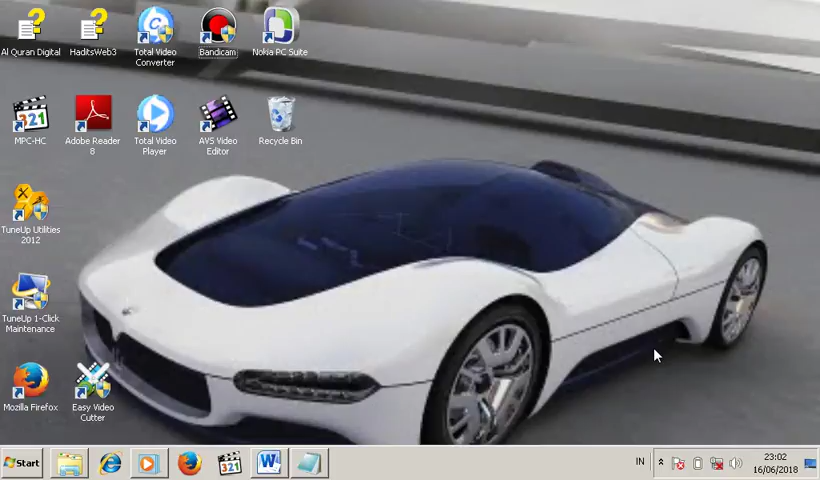 Al Quran Digital
HaditsWeb3
Total Video
Converter
Bandicam
Nokia PC Suite
321
MPC-HC
Adobe Reader
8
Total Video
Player
AVS Video
Editor
Recycle Bin
TuneUp Utilities
2012
TuneUp 1-Click
Maintenance
Mozilla Firefox
Easy Video
Cutter
Start
321
W
IN
23:02
16/06/2018